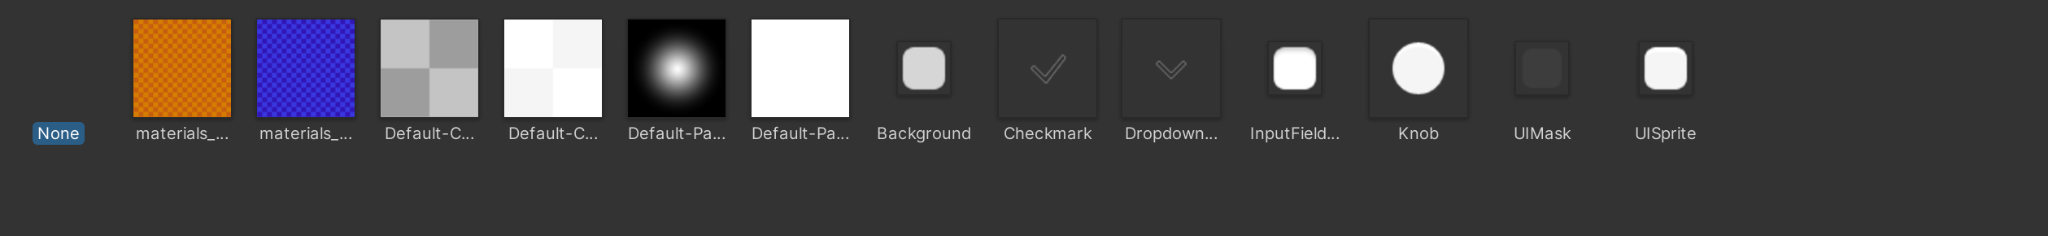 None
materials_...
materials_...
Default-C...
Default-C...
Default-Pa...
Default-Pa...
Background
Checkmark
Dropdown...
InputField...
Knob
UIMask
UISprite